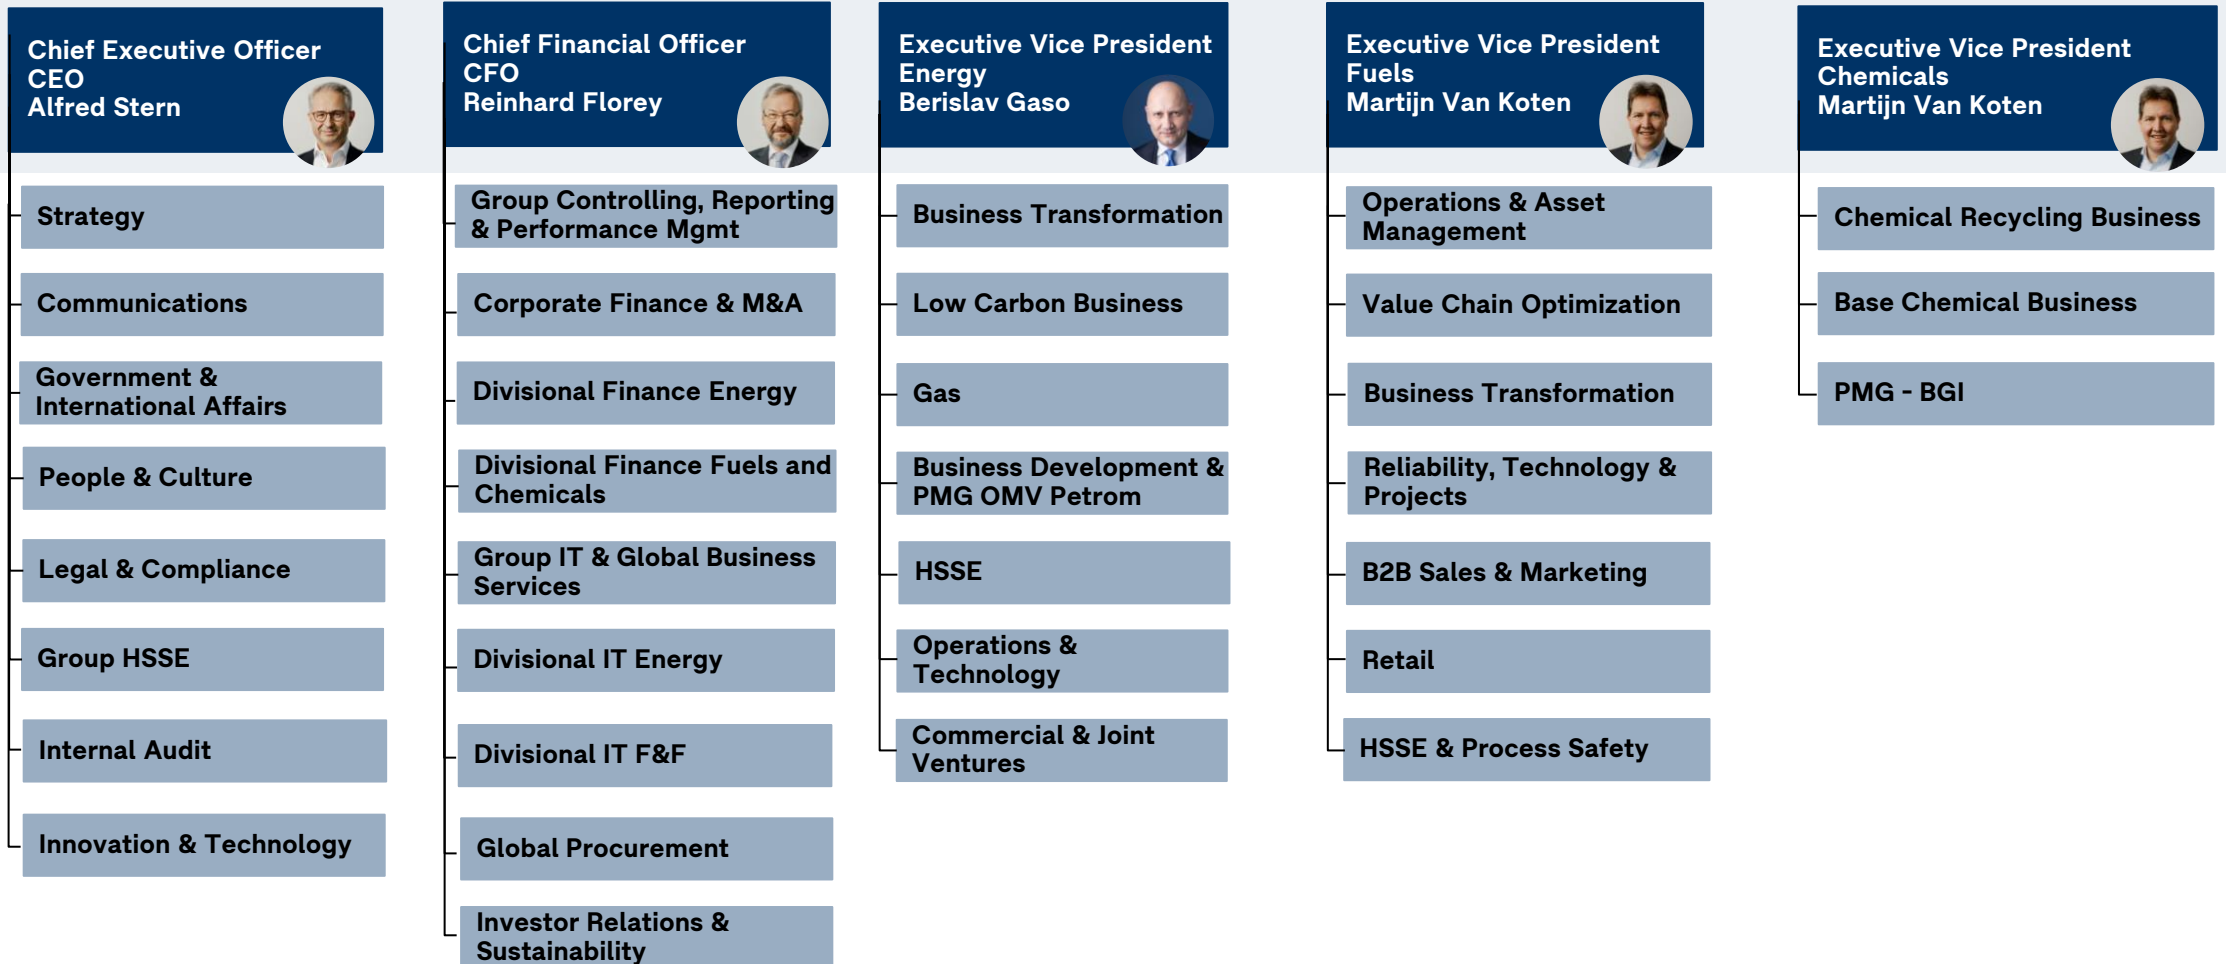 Chief Executive Officer
CEO
Alfred Stern
Strategy
Communications
Government &
International Affairs
People & Culture
Legal & Compliance
Group HSSE
Internal Audit
Innovation & Technology
Chief Financial Officer
CFO
Reinhard Florey
Group Controlling, Reporting
& Performance Mgmt
Corporate Finance & M&A
Divisional Finance Energy
Divisional Finance Fuels and
Chemicals
Group IT & Global Business
Services
Divisional IT Energy
Divisional IT F&F
Global Procurement
Investor Relations &
Sustainability
Executive Vice President
Energy
Berislav Gaso
Business Transformation
Low Carbon Business
Gas
Business Development &
PMG OMV Petrom
HSSE
Operations &
Technology
Commercial & Joint
Ventures
Executive Vice President
Fuels
Martijn Van Koten
Operations & Asset
Management
Value Chain Optimization
Business Transformation
Reliability, Technology &
Projects
B2B Sales & Marketing
Retail
HSSE & Process Safety
Executive Vice President
Chemicals
Martijn Van Koten
Chemical Recycling Business
Base Chemical Business
PMG - BGI